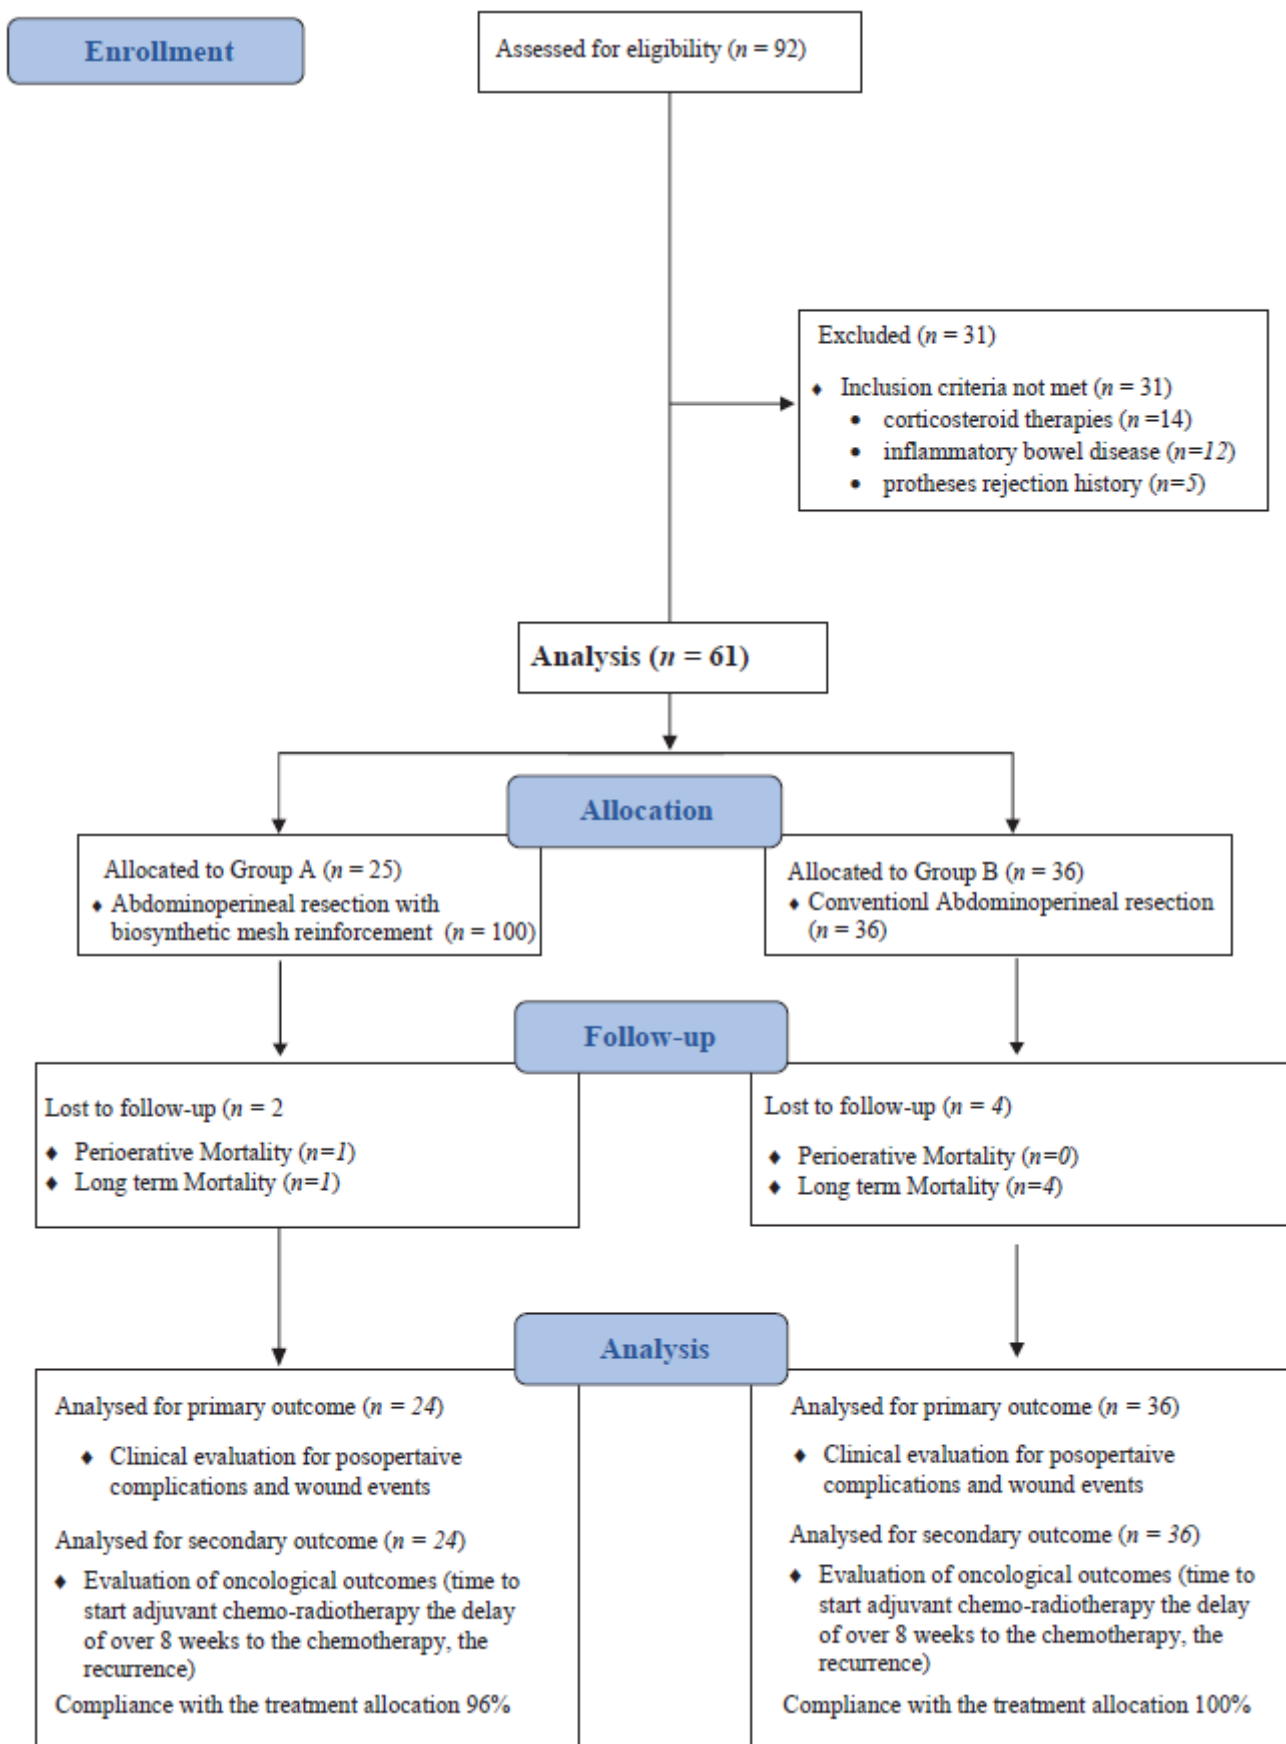 Enrollment
Assessed for eligibility (n = 92)
Excluded (n = 31)
♦ Inclusion criteria not met (n = 31)
• corticosteroid therapies (n =14)
• inflammatory bowel disease (n=12)
• protheses rejection history (n=5)
Analysis (n = 61)
Allocation
Allocated to Group A (n = 25)
♦ Abdominoperineal resection with
biosynthetic mesh reinforcement (n = 100)
Allocated to Group B (n = 36)
♦ Conventionl Abdominoperineal resection
(n = 36)
Follow-up
Lost to follow-up (n = 2
♦ Perioerative Mortality (n=1)
♦ Long term Mortality (n=1)
Lost to follow-up (n = 4)
♦ Perioerative Mortality (n=0)
♦ Long term Mortality (n=4)
Analysis
Analysed for primary outcome (n = 24)
♦ Clinical evaluation for posopertaive
complications and wound events
Analysed for secondary outcome (n = 24)
♦ Evaluation of oncological outcomes (time to
start adjuvant chemo-radiotherapy the delay
of over 8 weeks to the chemotherapy, the
recurrence)
Compliance with the treatment allocation 96%
Analysed for primary outcome (n = 36)
♦ Clinical evaluation for posopertaive
complications and wound events
Analysed for secondary outcome (n = 36)
♦ Evaluation of oncological outcomes (time to
start adjuvant chemo-radiotherapy the delay
of over 8 weeks to the chemotherapy, the
recurrence)
Compliance with the treatment allocation 100%